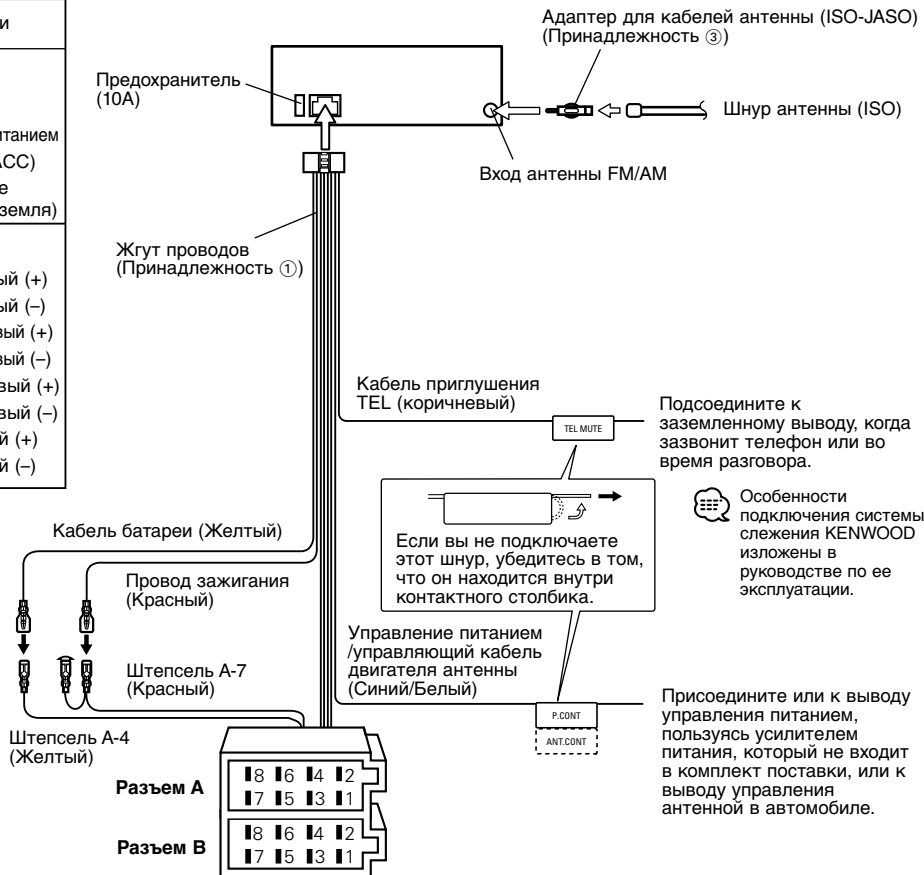 и
итанием
ACC)
е
земля)
ый (+)
ый (–)
вый (+)
вый (–)
вый (+)
вый (–)
й (+)
й (–)
Адаптер для кабелей антенны (ISO-JASO)
(Принадлежность ③)
Предохранитель
(10A)
Шнур антенны (ISO)
Вход антенны FM/AM
Жгут проводов
(Принадлежность ①)
Кабель приглушения
TEL (коричневый)
TEL MUTE
Подсоедините к
заземленному выводу, когда
зазвонит телефон или во
время разговора.
Особенности
подключения системы
слежения KENWOOD
изложены в
руководстве по ее
эксплуатации.
Если вы не подключаете
этот шнур, убедитесь в том,
что он находится внутри
контактного столбика.
Кабель батареи (Желтый)
Провод зажигания
(Красный)
Штепсель A-7
(Красный)
Штепсель A-4
(Желтый)
Управление питанием
/управляющий кабель
двигателя антенны
(Синий/Белый)
P.CONT
ANT.CONT
Присоедините или к выводу
управления питанием,
пользуясь усилителем
питания, который не входит
в комплект поставки, или к
выводу управления
антенной в автомобиле.
Разъем A
8 6 4 2
7 5 3 1
Разъем B
8 6 4 2
7 5 3 1